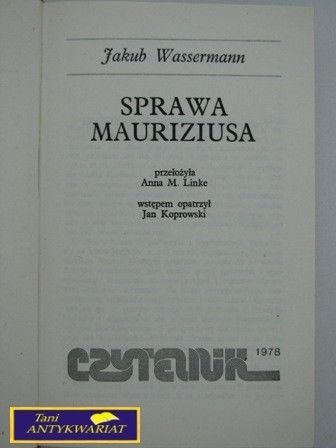 Jakub Wassermann
SPRAWA
MAURIZIUSA
przełożyła
Anna M. Linke
wstępem opatrzył
Jan Koprowski
CZYTELNIK 1978
Tani
ANTYKWARIAT